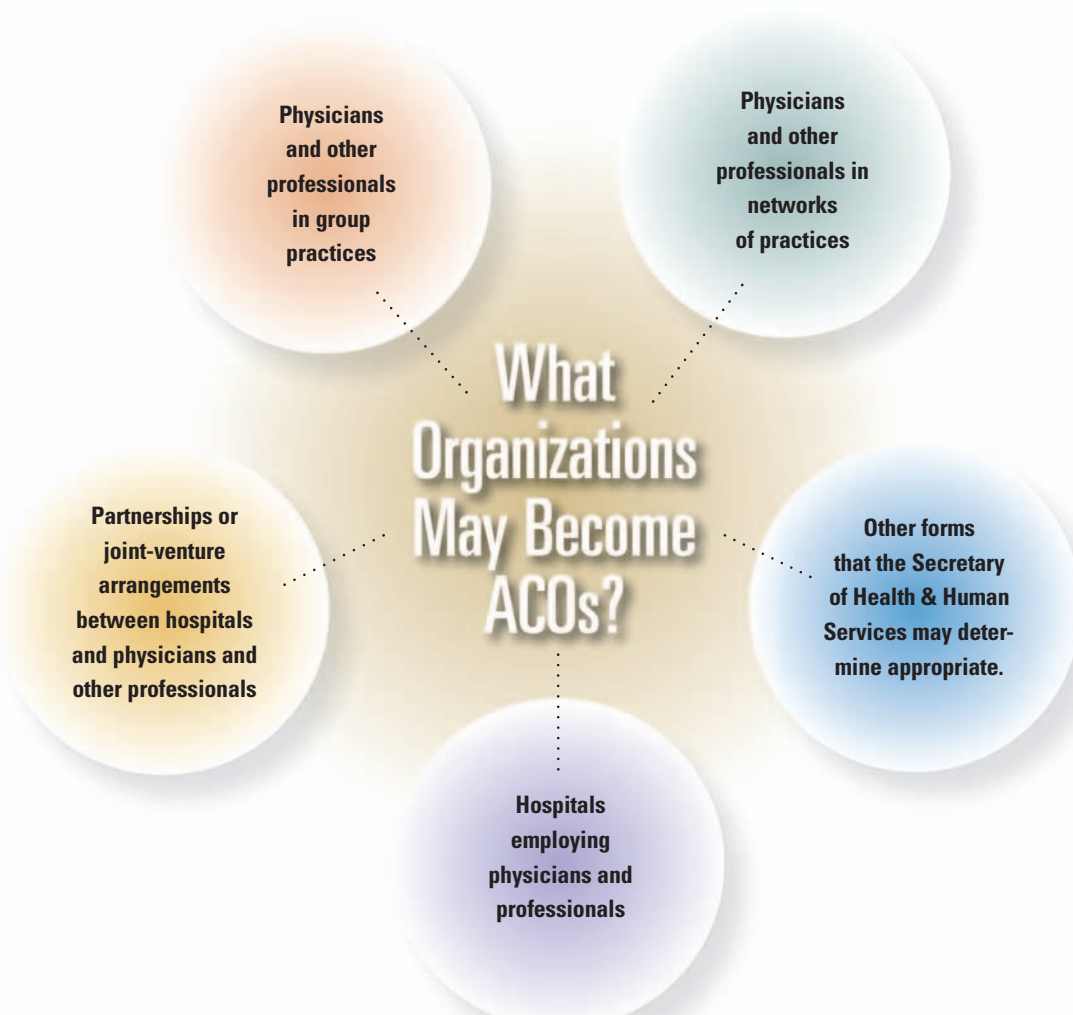 Physicians
and other
professionals
in group
practices
Physicians
and other
professionals in
networks
of practices
What
Organizations
May Become
ACOs?
Partnerships or
joint-venture
arrangements
between hospitals
and physicians and
other professionals
Other forms
that the Secretary
of Health & Human
Services may deter-
mine appropriate.
Hospitals
employing
physicians and
professionals